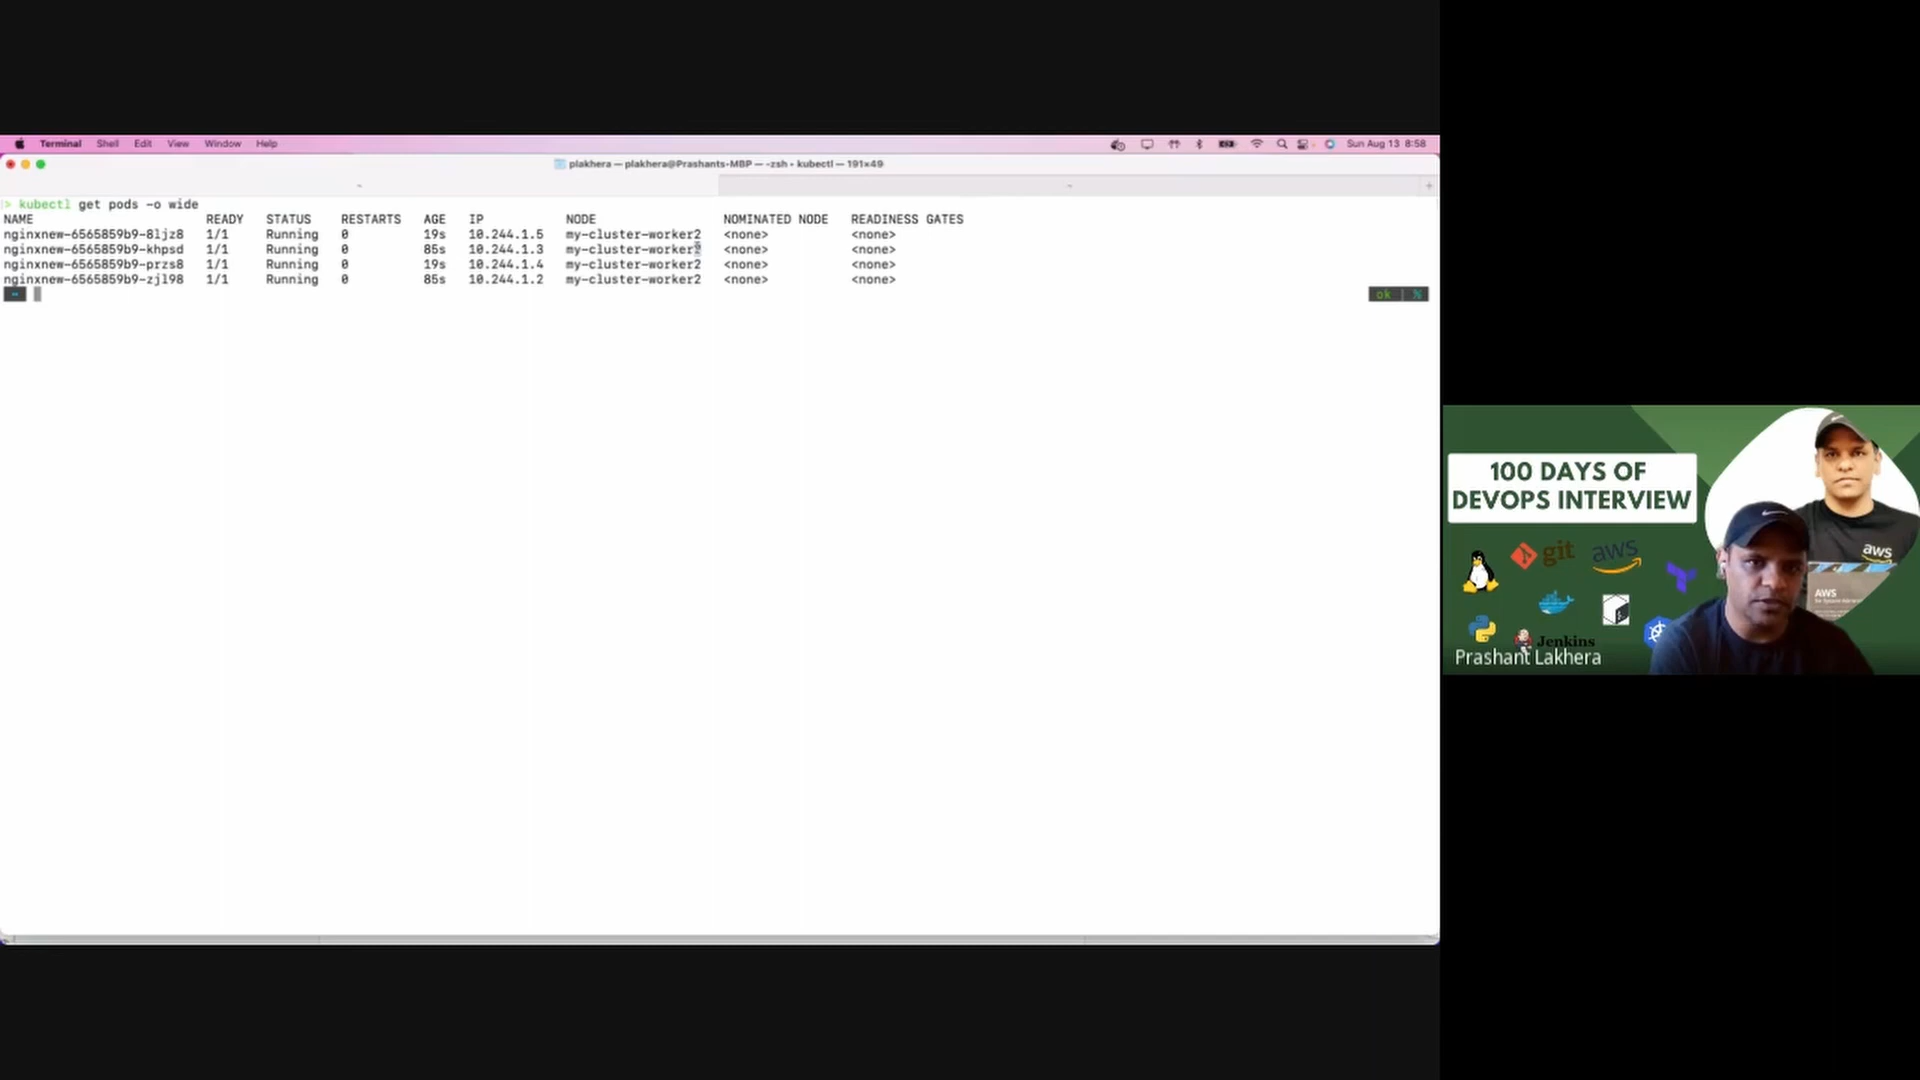 Terminal Shell Edit View Window Help Sun Aug 13 8:58
plakhera — plakhera@Prashants-MBP — -zsh • kubectl — 191×49
> kubectl get pods -o wide
NAME READY STATUS RESTARTS AGE IP NODE NOMINATED NODE READINESS GATES
nginxnew-6565859b9-8ljz8 1/1 Running 0 19s 10.244.1.5 my-cluster-worker2 <none> <none>
nginxnew-6565859b9-khpsd 1/1 Running 0 85s 10.244.1.3 my-cluster-worker2 <none> <none>
nginxnew-6565859b9-przs8 1/1 Running 0 19s 10.244.1.4 my-cluster-worker2 <none> <none>
nginxnew-6565859b9-zjl98 1/1 Running 0 85s 10.244.1.2 my-cluster-worker2 <none> <none>
~ ok | %
100 DAYS OF
DEVOPS INTERVIEW
git aws
aws
AWS
Jenkins
Prashant Lakhera